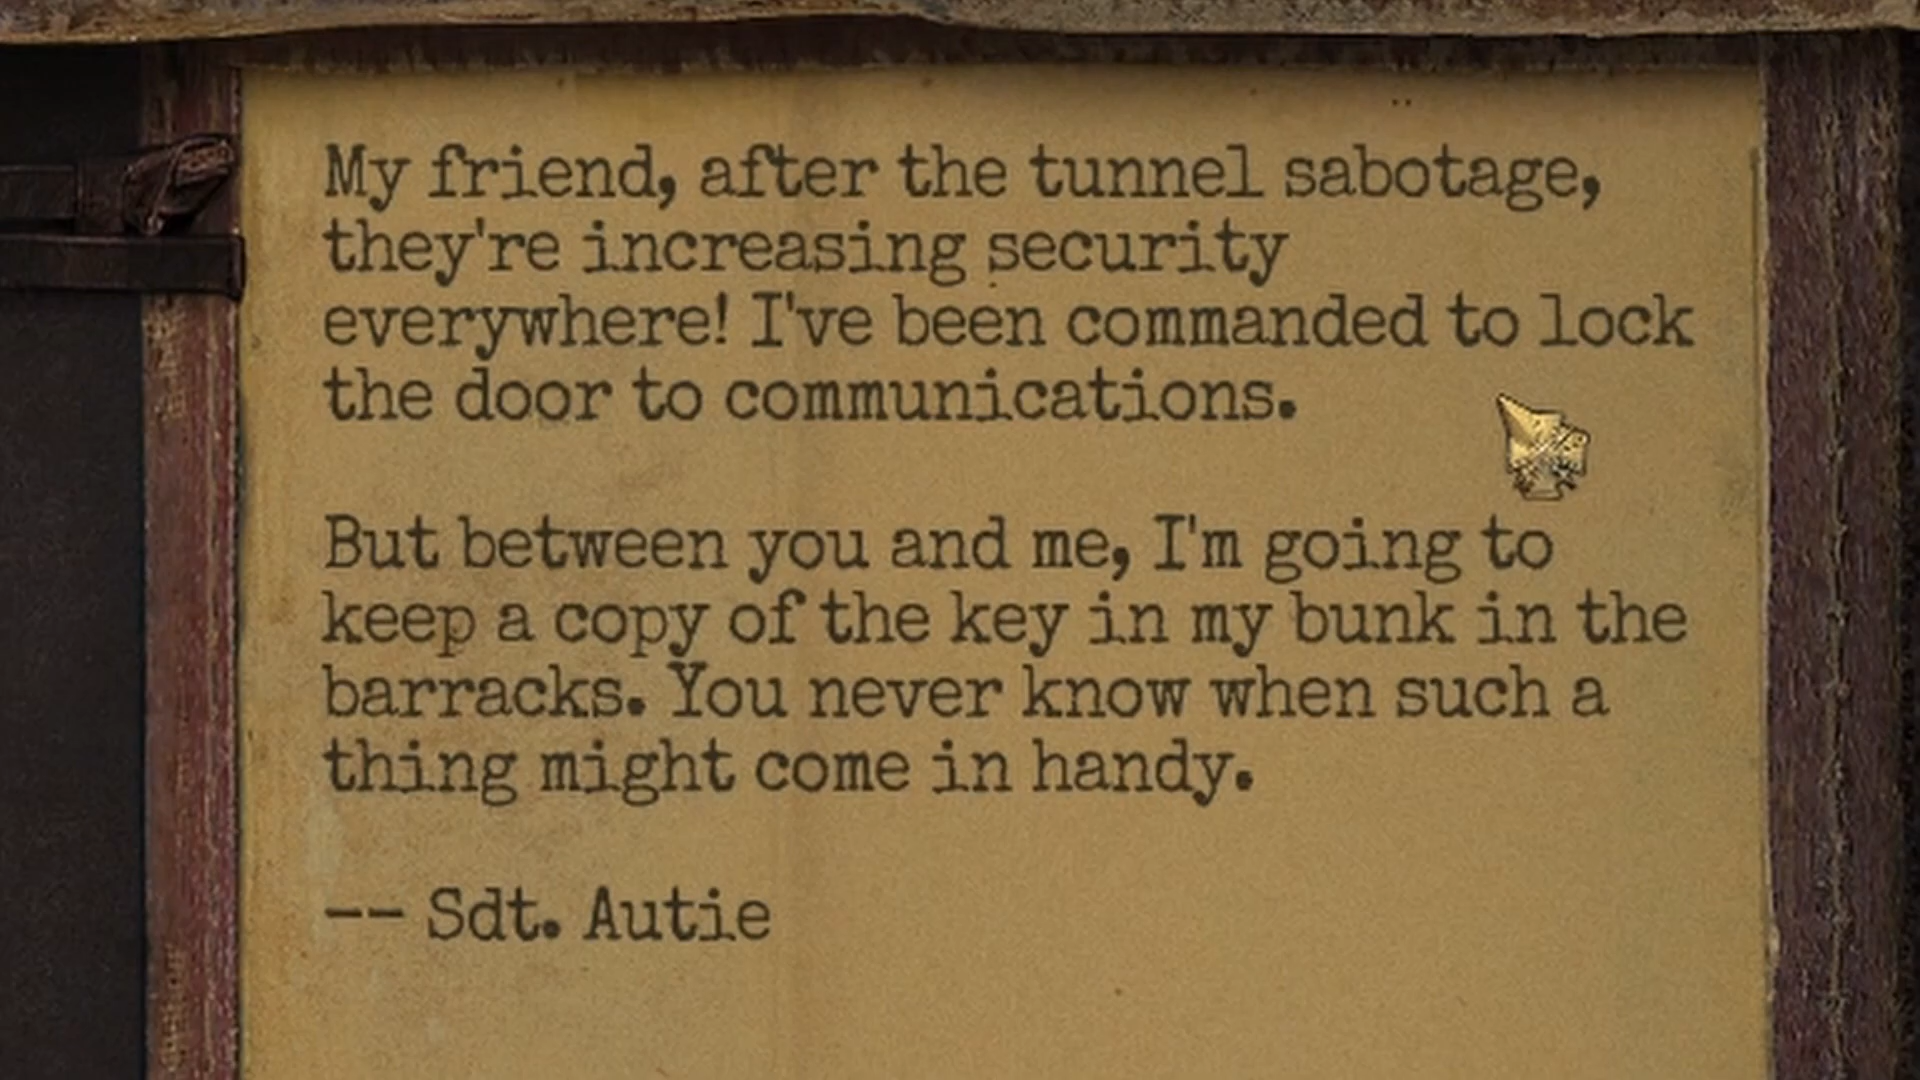 My friend, after the tunnel sabotage,
they're increasing security
everywhere! I've been commanded to lock
the door to communications.
But between you and me, I'm going to
keep a copy of the key in my bunk in the
barracks. You never know when such a
thing might come in handy.
-- Sdt. Autie